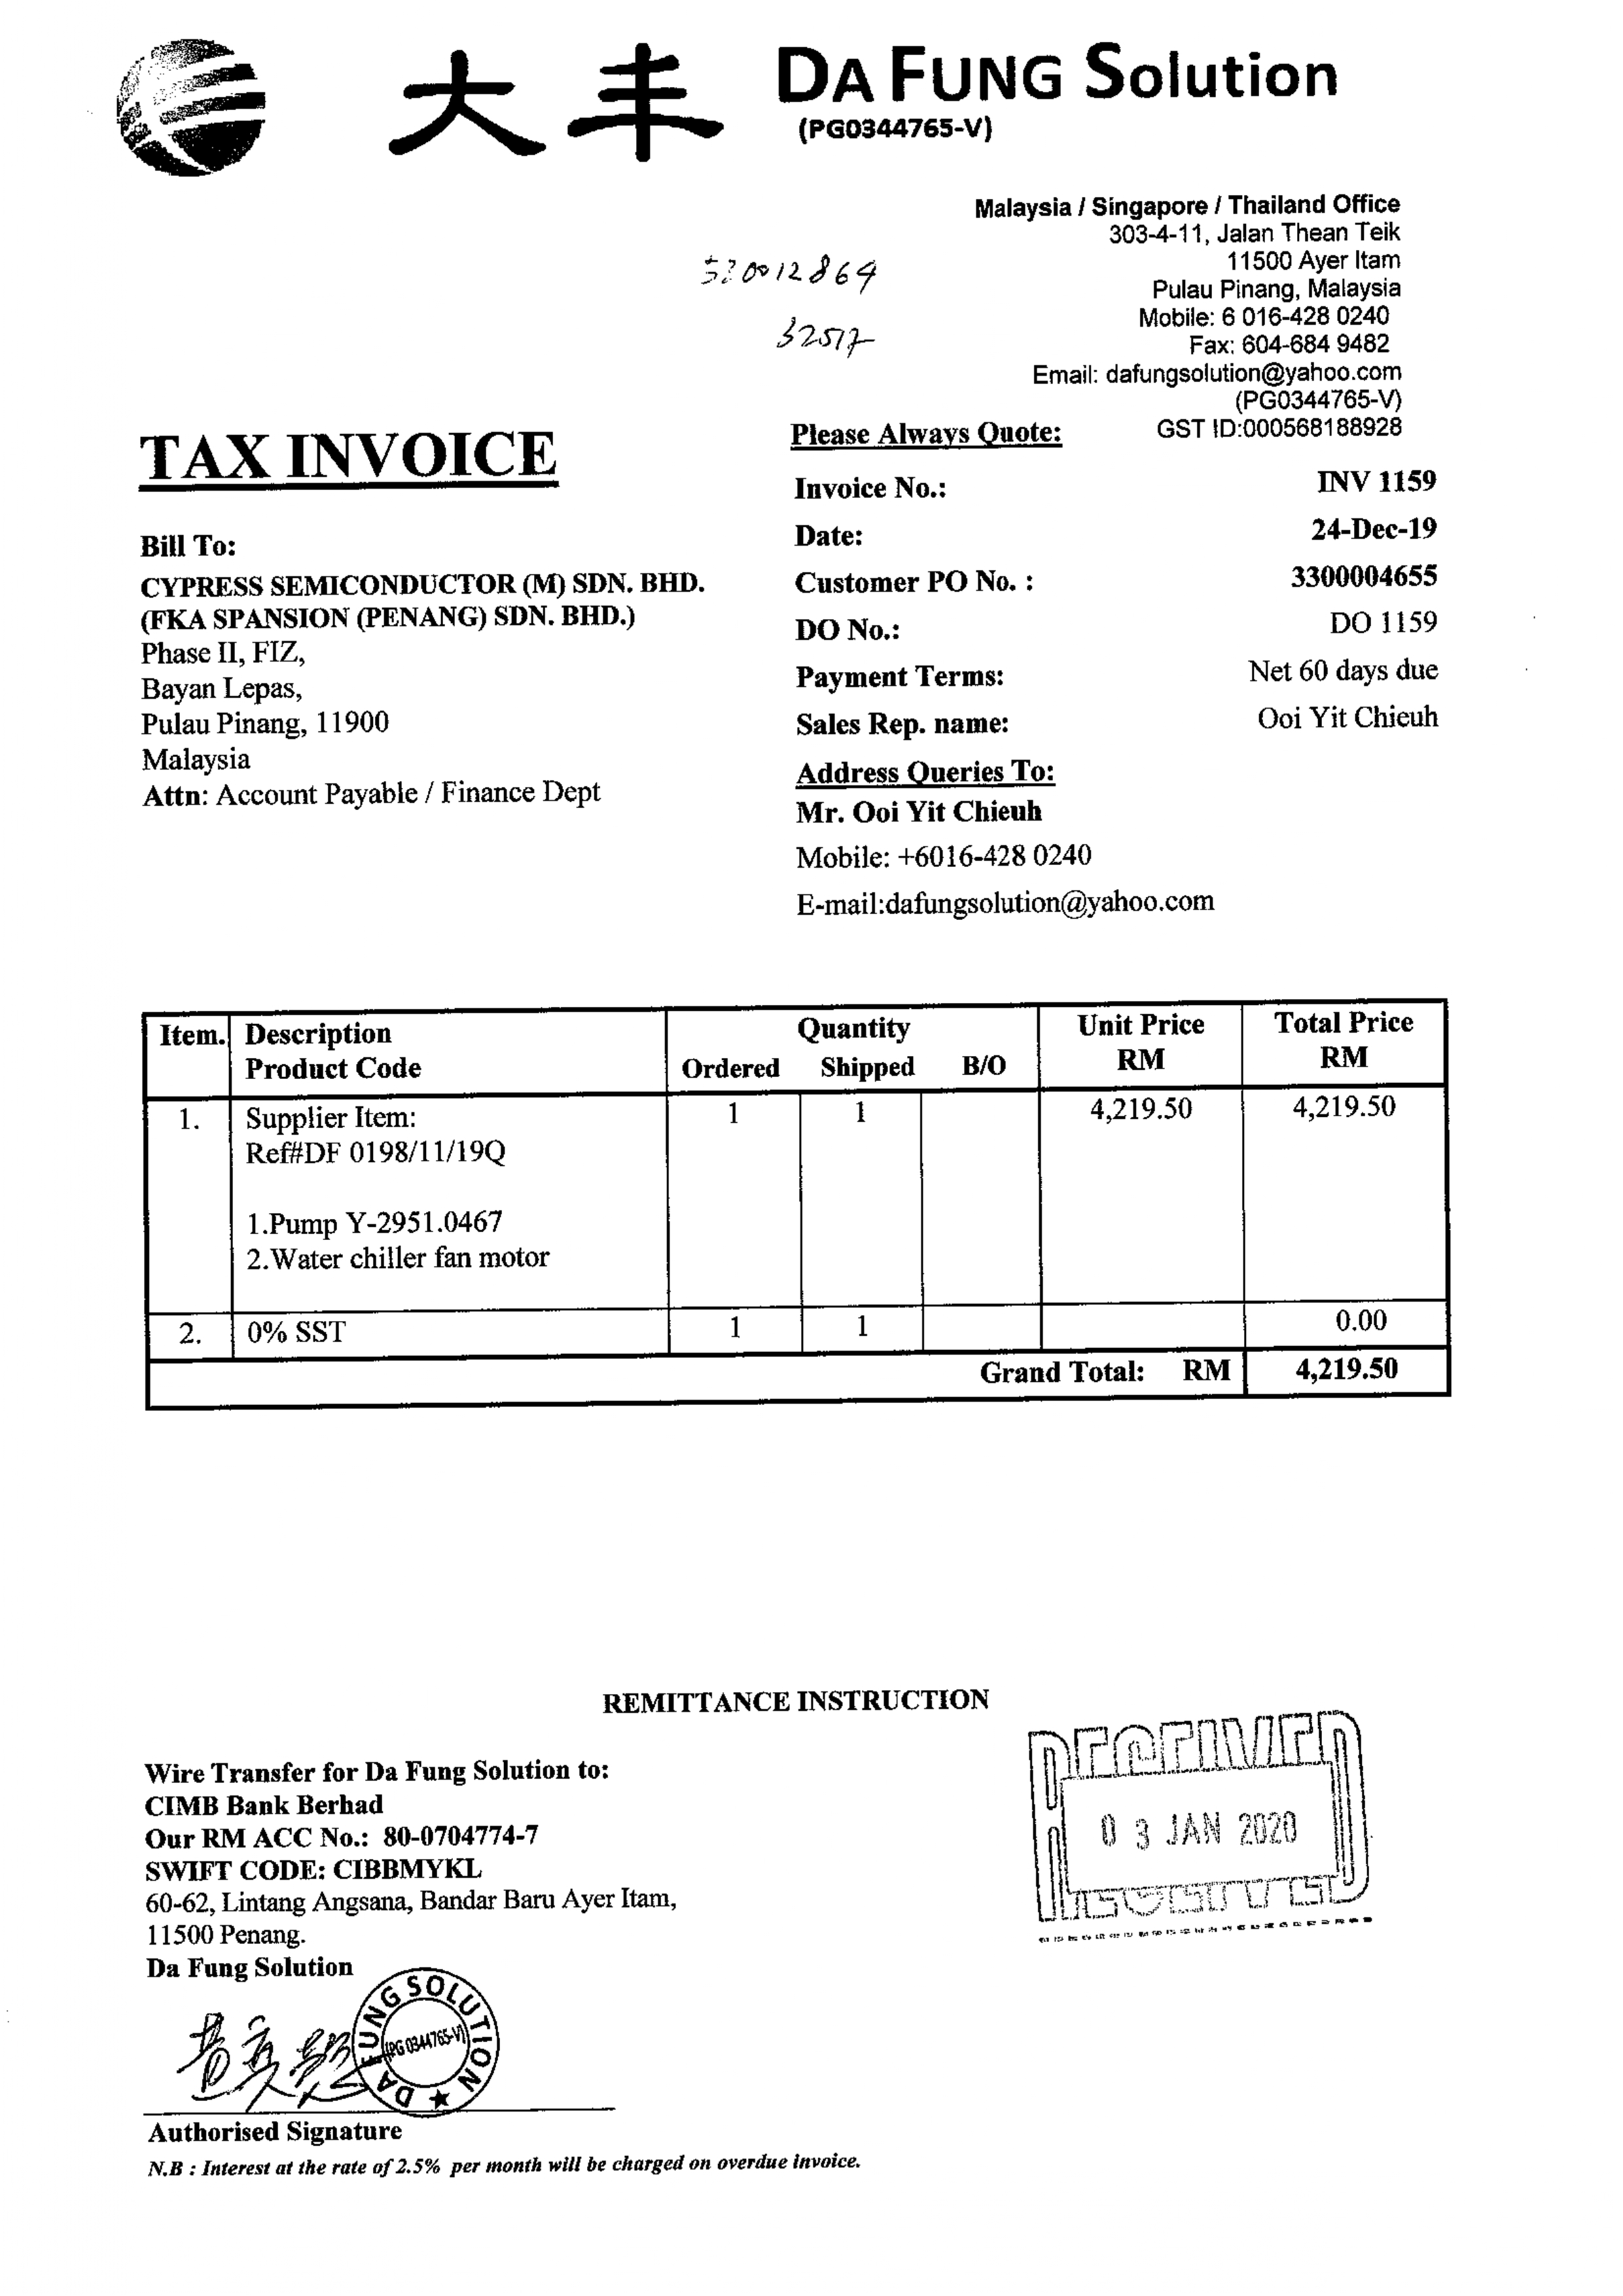 大丰 DA FUNG Solution
(PG0344765-V)
Malaysia / Singapore / Thailand Office
303-4-11, Jalan Thean Teik
11500 Ayer Itam
Pulau Pinang, Malaysia
Mobile: 6 016-428 0240
Fax: 604-684 9482
Email: dafungsolution@yahoo.com
(PG0344765-V)
GST ID:000568188928
32517
TAX INVOICE
Please Always Quote:
Invoice No.: INV 1159
Date: 24-Dec-19
Customer PO No. : 3300004655
DO No.: DO 1159
Payment Terms: Net 60 days due
Sales Rep. name: Ooi Yit Chieuh
Bill To:
CYPRESS SEMICONDUCTOR (M) SDN. BHD.
(FKA SPANSION (PENANG) SDN. BHD.)
Phase II, FIZ,
Bayan Lepas,
Pulau Pinang, 11900
Malaysia
Attn: Account Payable / Finance Dept
Address Queries To:
Mr. Ooi Yit Chieuh
Mobile: +6016-428 0240
E-mail:dafungsolution@yahoo.com
Item. Description Quantity Unit Price Total Price
Product Code Ordered Shipped B/O RM RM
1. Supplier Item: 1 1 4,219.50 4,219.50
Ref#DF 0198/11/19Q
1.Pump Y-2951.0467
2.Water chiller fan motor
2. 0% SST 1 1 0.00
Grand Total: RM 4,219.50
REMITTANCE INSTRUCTION
Wire Transfer for Da Fung Solution to:
CIMB Bank Berhad
Our RM ACC No.: 80-0704774-7
SWIFT CODE: CIBBMYKL
60-62, Lintang Angsana, Bandar Baru Ayer Itam,
11500 Penang.
Da Fung Solution
RECEIVED
03 JAN 2020
RECEIVED
DA FUNG SOLUTION ★
(PG 0344765-V)
Authorised Signature
N.B : Interest at the rate of 2.5% per month will be charged on overdue invoice.